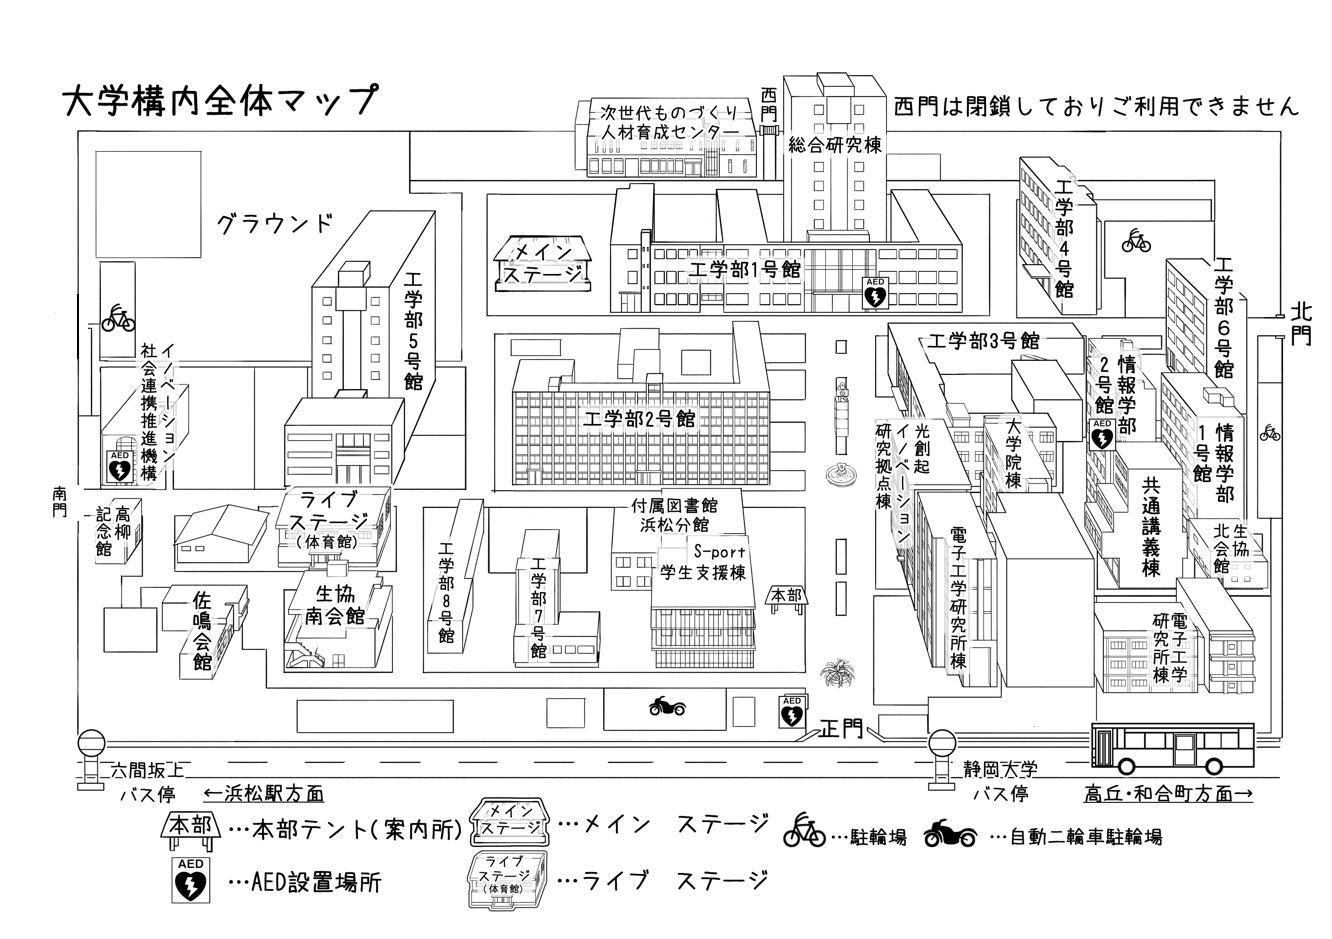 大学構内全体マップ
西門
西門は閉鎖しておりご利用できません
次世代ものづくり
人材育成センター
総合研究棟
グラウンド
メイン
ステージ
工学部1号館
AED
工学部4号館
工学部5号館
工学部6号館
北門
工学部3号館
イノベーション
社会連携推進機構
AED
工学部2号館
情報学部
2号館
AED
情報学部
1号館
光創起
イノベーション
研究拠点棟
大学院棟
共通講義棟
南門
高柳
記念館
ライブ
ステージ
(体育館)
付属図書館
浜松分館
S-port
学生支援棟
工学部8号館
工学部7号館
電子工学研究所棟
生協
北会館
佐鳴会館
生協
南会館
本部
電子工学
研究所棟
AED
正門
六間坂上
バス停
←浜松駅方面
静岡大学
バス停
高丘・和合町方面→
本部
…本部テント(案内所)
メイン
ステージ
…メイン ステージ
…駐輪場
…自動二輪車駐輪場
AED
…AED設置場所
ライブ
ステージ
(体育館)
…ライブ ステージ